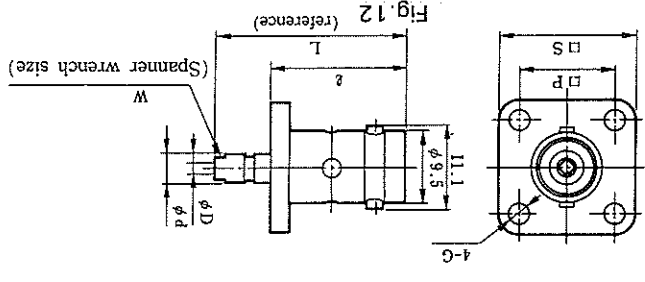 4-G
11.1
φ9.5
φD
φd
W
(Spanner wrench size)
□P
□S
ℓ
L
(reference)
Fig.12